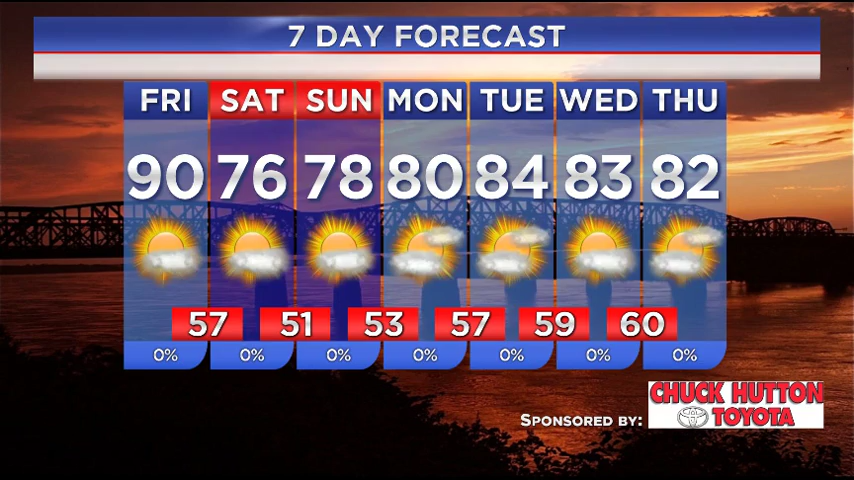 7 DAY FORECAST
FRI SAT SUN MON TUE WED THU
90 76 78 80 84 83 82
57 51 53 57 59 60
0% 0% 0% 0% 0% 0% 0%
SPONSORED BY: CHUCK HUTTON
TOYOTA